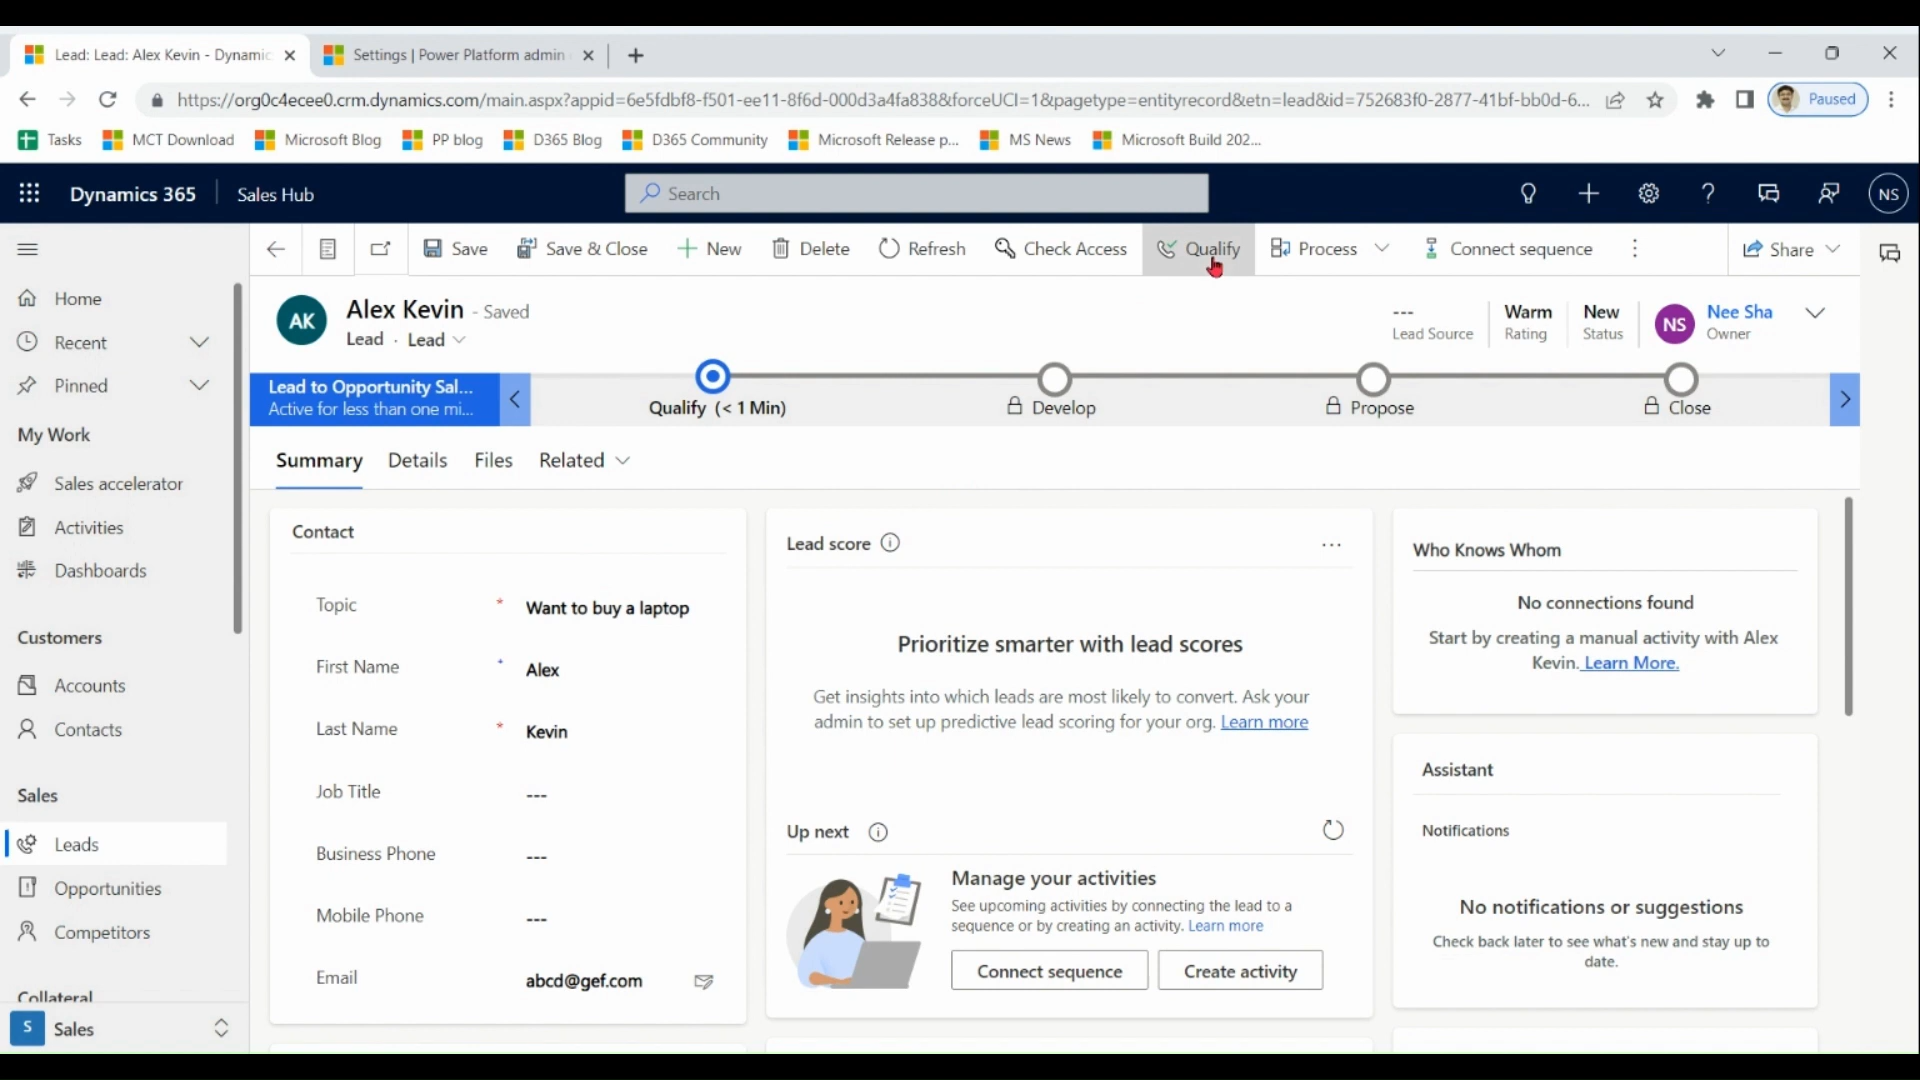 Lead: Lead: Alex Kevin - Dynamic
Settings | Power Platform admin
https://org0c4ecee0.crm.dynamics.com/main.aspx?appid=6e5fdbf8-f501-ee11-8f6d-000d3a4fa838&forceUCI=1&pagetype=entityrecord&etn=lead&id=752683f0-2877-41bf-bb0d-6...
Paused
Tasks
MCT Download
Microsoft Blog
PP blog
D365 Blog
D365 Community
Microsoft Release p...
MS News
Microsoft Build 202...
Dynamics 365
Sales Hub
Search
NS
Save
Save & Close
New
Delete
Refresh
Check Access
Qualify
Process
Connect sequence
Share
Home
Recent
Pinned
My Work
Sales accelerator
Activities
Dashboards
Customers
Accounts
Contacts
Sales
Leads
Opportunities
Competitors
Collateral
S Sales
AK
Alex Kevin - Saved
Lead · Lead
---
Lead Source
Warm
Rating
New
Status
NS
Nee Sha
Owner
Lead to Opportunity Sal...
Active for less than one mi...
Qualify (< 1 Min)
Develop
Propose
Close
Summary
Details
Files
Related
Contact
Topic * Want to buy a laptop
First Name + Alex
Last Name * Kevin
Job Title ---
Business Phone ---
Mobile Phone ---
Email abcd@gef.com
Lead score
Prioritize smarter with lead scores
Get insights into which leads are most likely to convert. Ask your
admin to set up predictive lead scoring for your org. Learn more
Up next
Manage your activities
See upcoming activities by connecting the lead to a
sequence or by creating an activity. Learn more
Connect sequence
Create activity
Who Knows Whom
No connections found
Start by creating a manual activity with Alex
Kevin. Learn More.
Assistant
Notifications
No notifications or suggestions
Check back later to see what's new and stay up to
date.